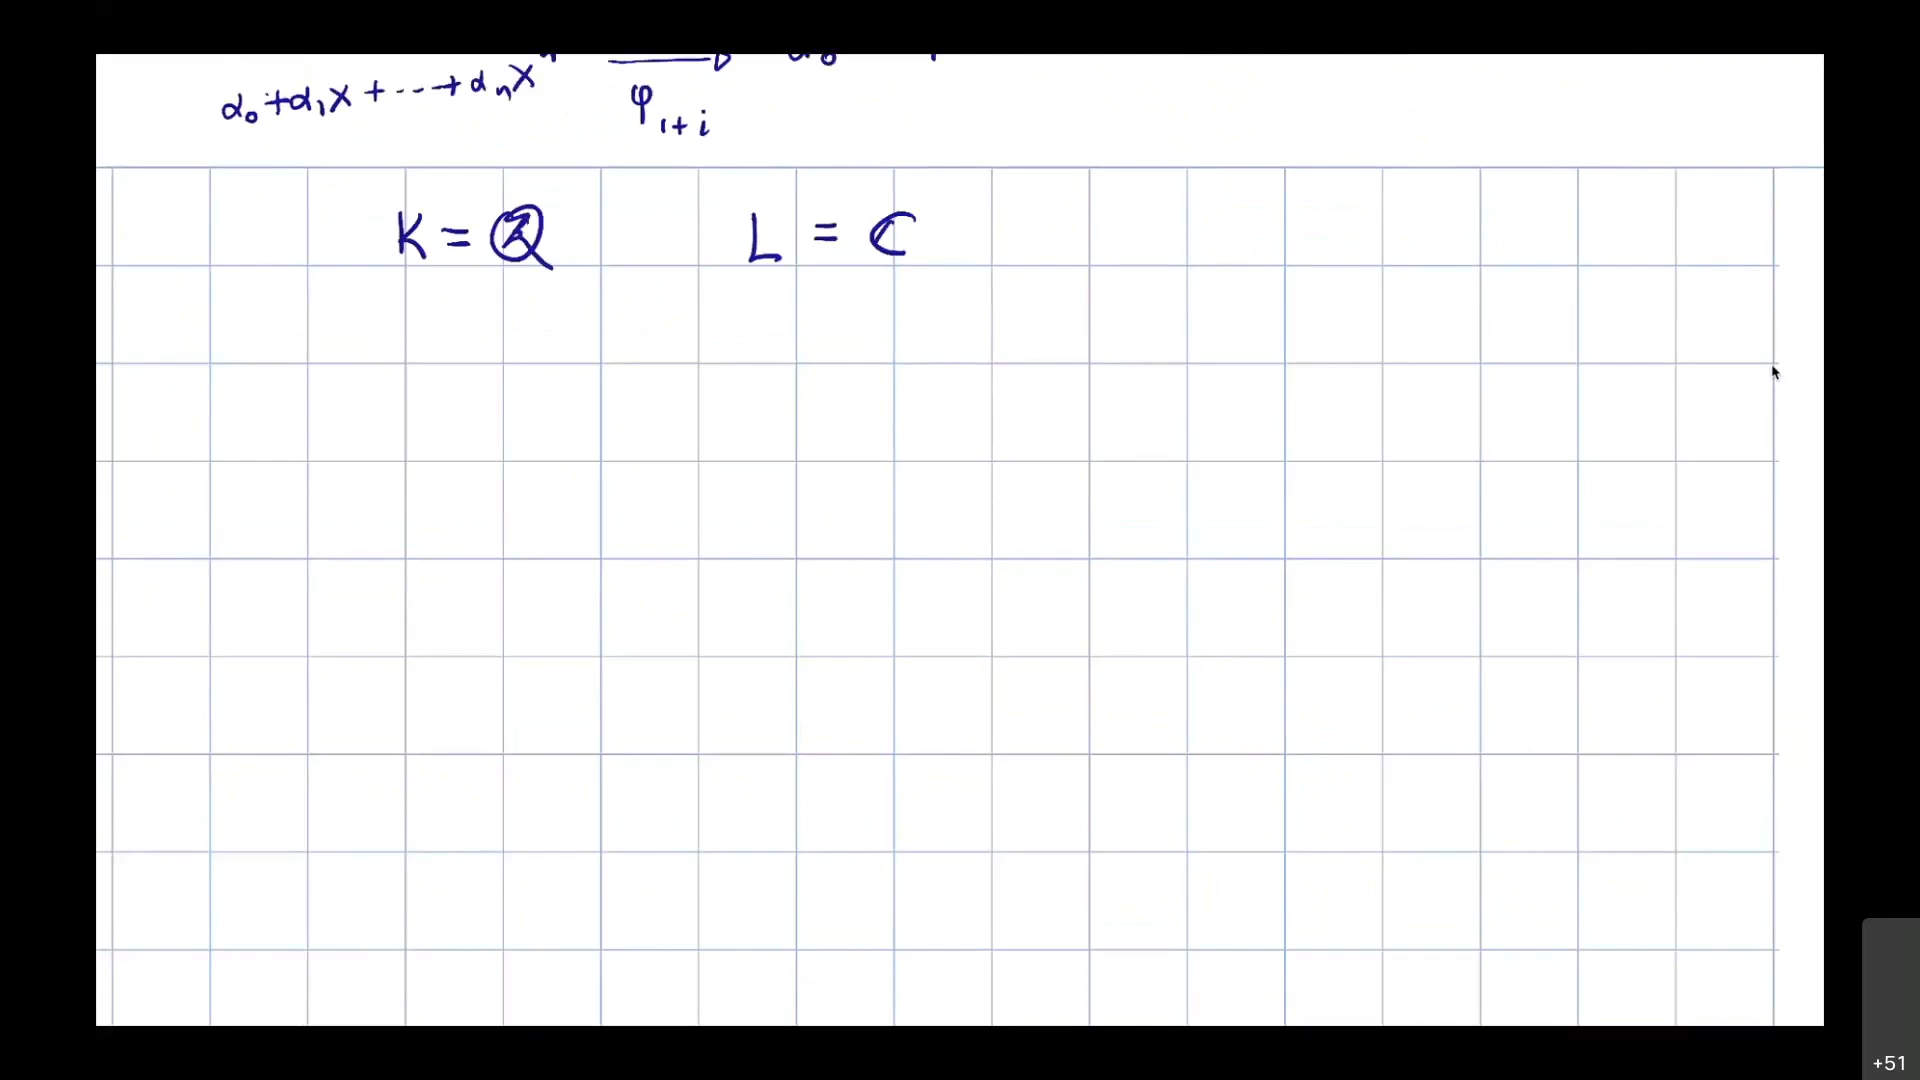 α₀+α₁x+---+αₙxⁿ
φ₁₊ᵢ
K = ℚ L = ℂ
+51